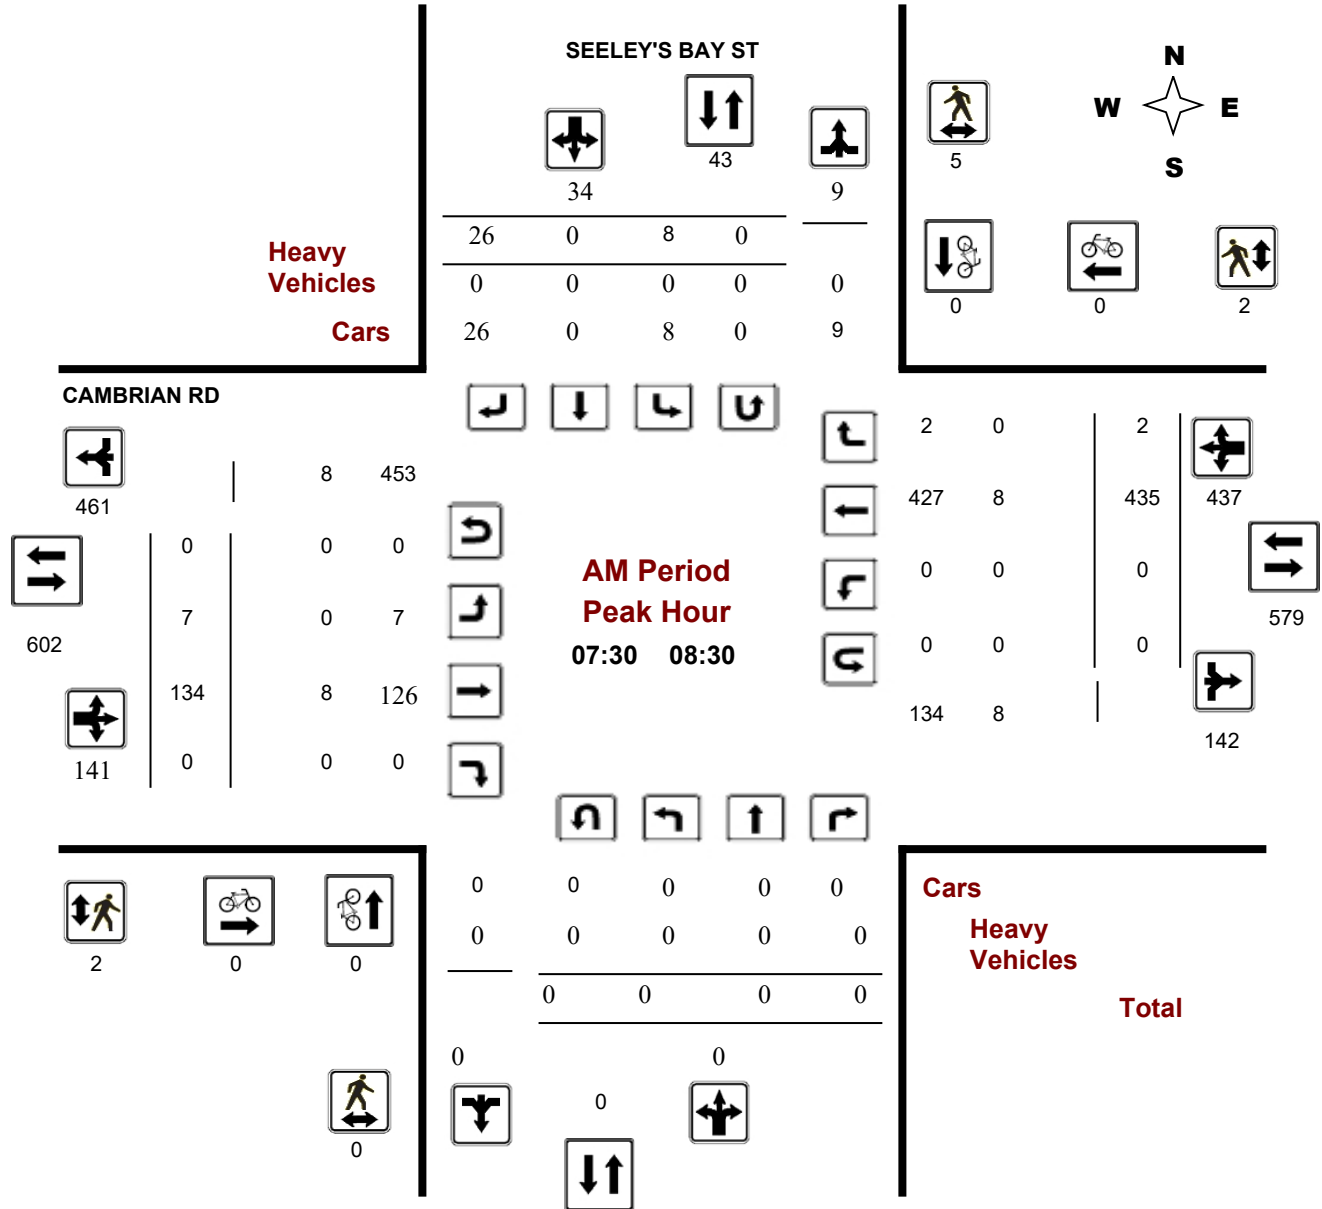 SEELEY'S BAY ST
N
W E
S
43
5
34 9
26 0 8 0
Heavy
Vehicles
0 0 0 0 0
0 0 2
Cars
26 0 8 0 9
CAMBRIAN RD
2 0 2
8 453
461
427 8 435 437
0 0 0
AM Period
0 0 0
Peak Hour
7 0 7
579
602
07:30 08:30
0 0 0
134 8 126
134 8
142
141 0 0 0
0 0 0 0 0
Cars
0 0 0 0 0
Heavy
Vehicles
2 0 0
0 0 0 0
Total
0 0
0
0